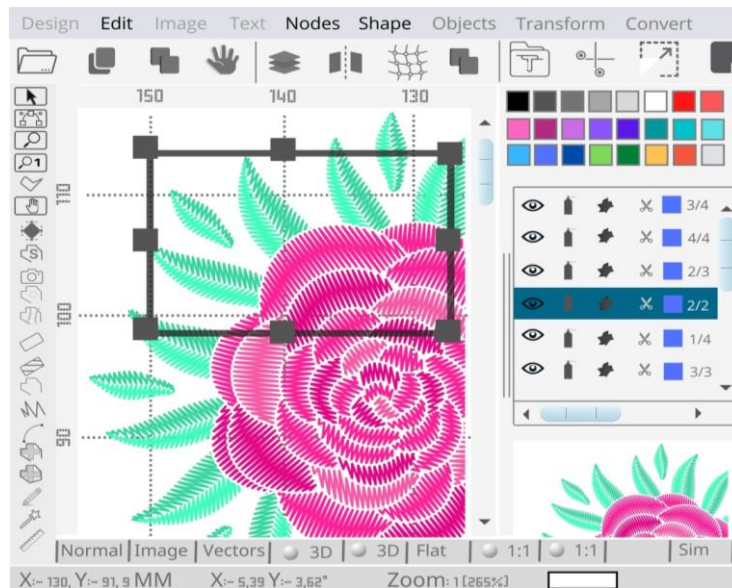 Design Edit Image Text Nodes Shape Objects Transform Convert
T
150 140 130
1
110
S
100
90
3/4
4/4
2/3
2/2
1/4
3/3
Normal Image Vectors 3D 3D Flat 1:1 1:1 Sim
X:- 130, Y:- 91, 9 MM X:- 5,39 Y:- 3,62" Zoom: 1 [265%]